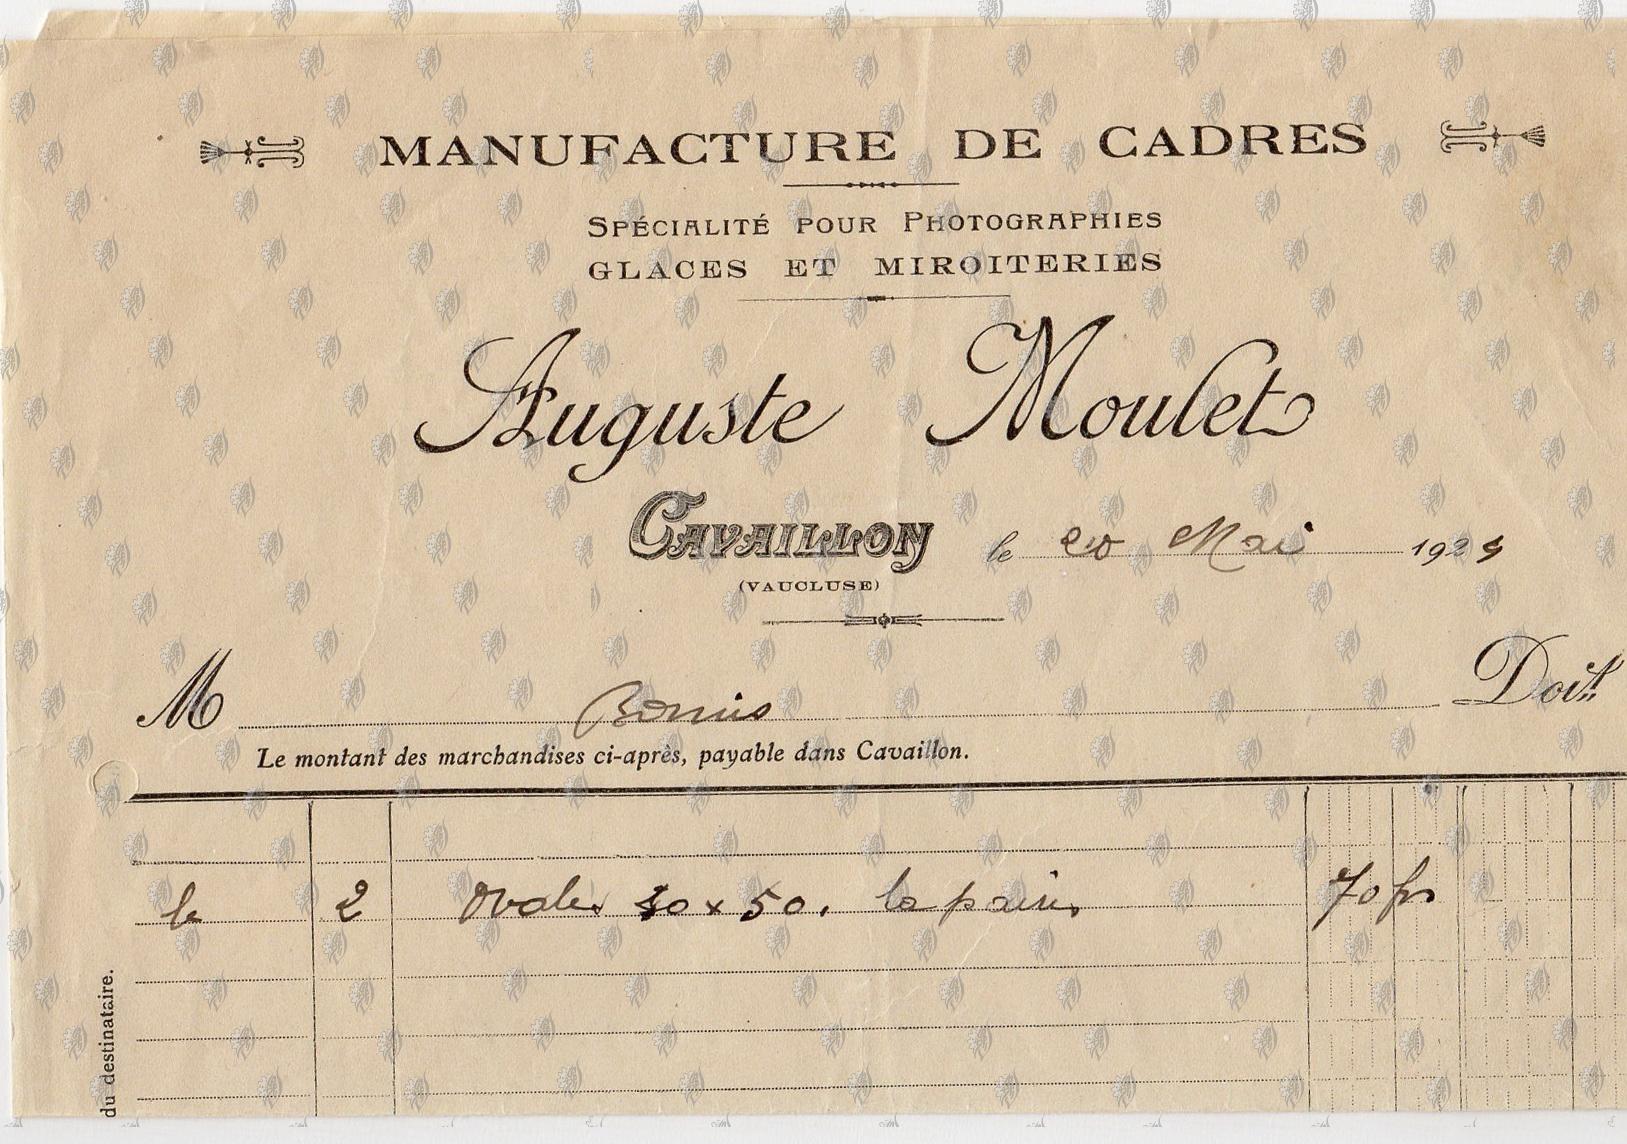 MANUFACTURE DE CADRES
SPÉCIALITÉ POUR PHOTOGRAPHIES
GLACES ET MIROITERIES
Auguste Moulet
CAVAILLON le 20 Mai 192
(VAUCLUSE)
M Doit
Le montant des marchandises ci-après, payable dans Cavaillon.
le 2 Ovales 50. la paire 70 fr
du destinataire.